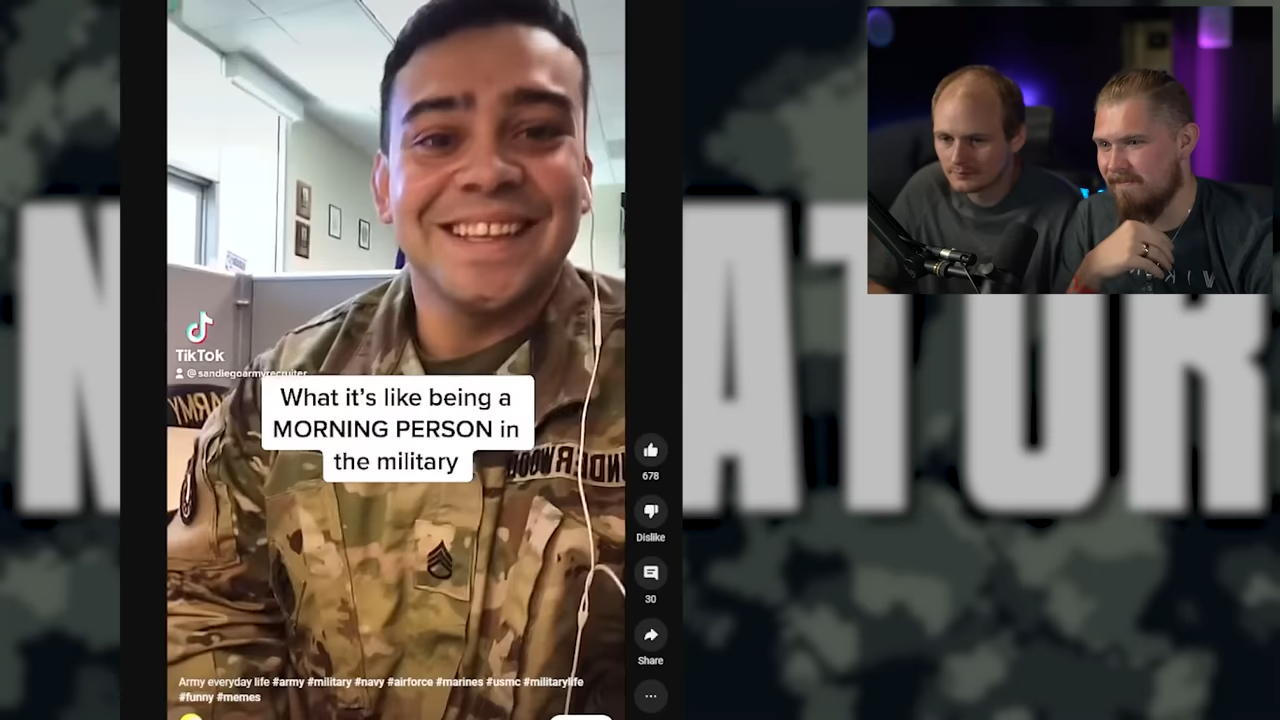 TikTok
@sandiegoarmyrecruiter
What it's like being a
MORNING PERSON in
the military
ARMY
678
Dislike
30
Share
Army everyday life #army #military #navy #airforce #marines #usmc #militarylife
#funny #memes